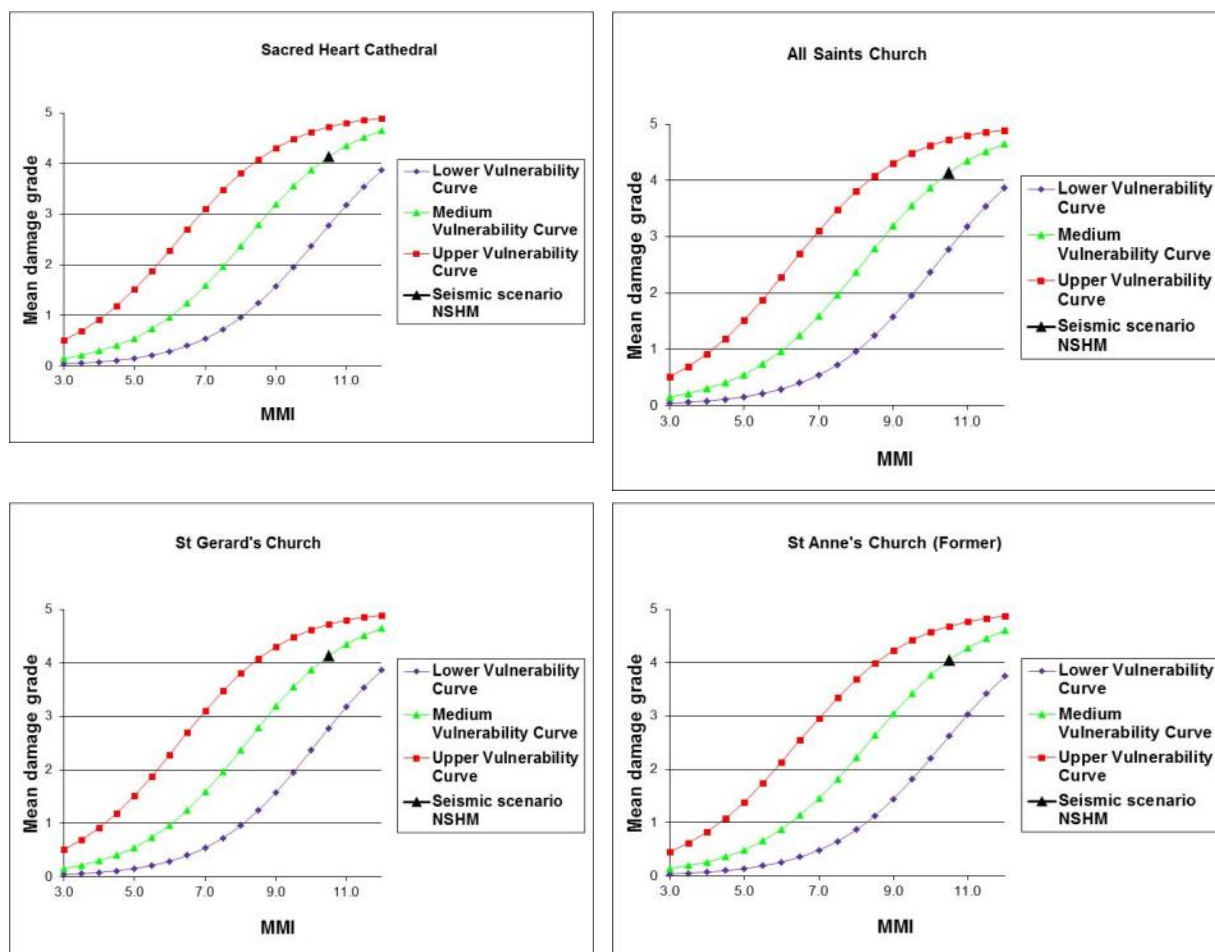 Sacred Heart Cathedral
Mean damage grade
5
4
3
2
1
0
3.0 5.0 7.0 9.0 11.0
MMI
Lower Vulnerability
Curve
Medium
Vulnerability Curve
Upper Vulnerability
Curve
Seismic scenario
NSHM
All Saints Church
Mean damage grade
5
4
3
2
1
0
3.0 5.0 7.0 9.0 11.0
MMI
Lower Vulnerability
Curve
Medium
Vulnerability Curve
Upper Vulnerability
Curve
Seismic scenario
NSHM
St Gerard's Church
Mean damage grade
5
4
3
2
1
0
3.0 5.0 7.0 9.0 11.0
MMI
Lower Vulnerability
Curve
Medium
Vulnerability Curve
Upper Vulnerability
Curve
Seismic scenario
NSHM
St Anne's Church (Former)
Mean damage grade
5
4
3
2
1
0
3.0 5.0 7.0 9.0 11.0
MMI
Lower Vulnerability
Curve
Medium
Vulnerability Curve
Upper Vulnerability
Curve
Seismic scenario
NSHM